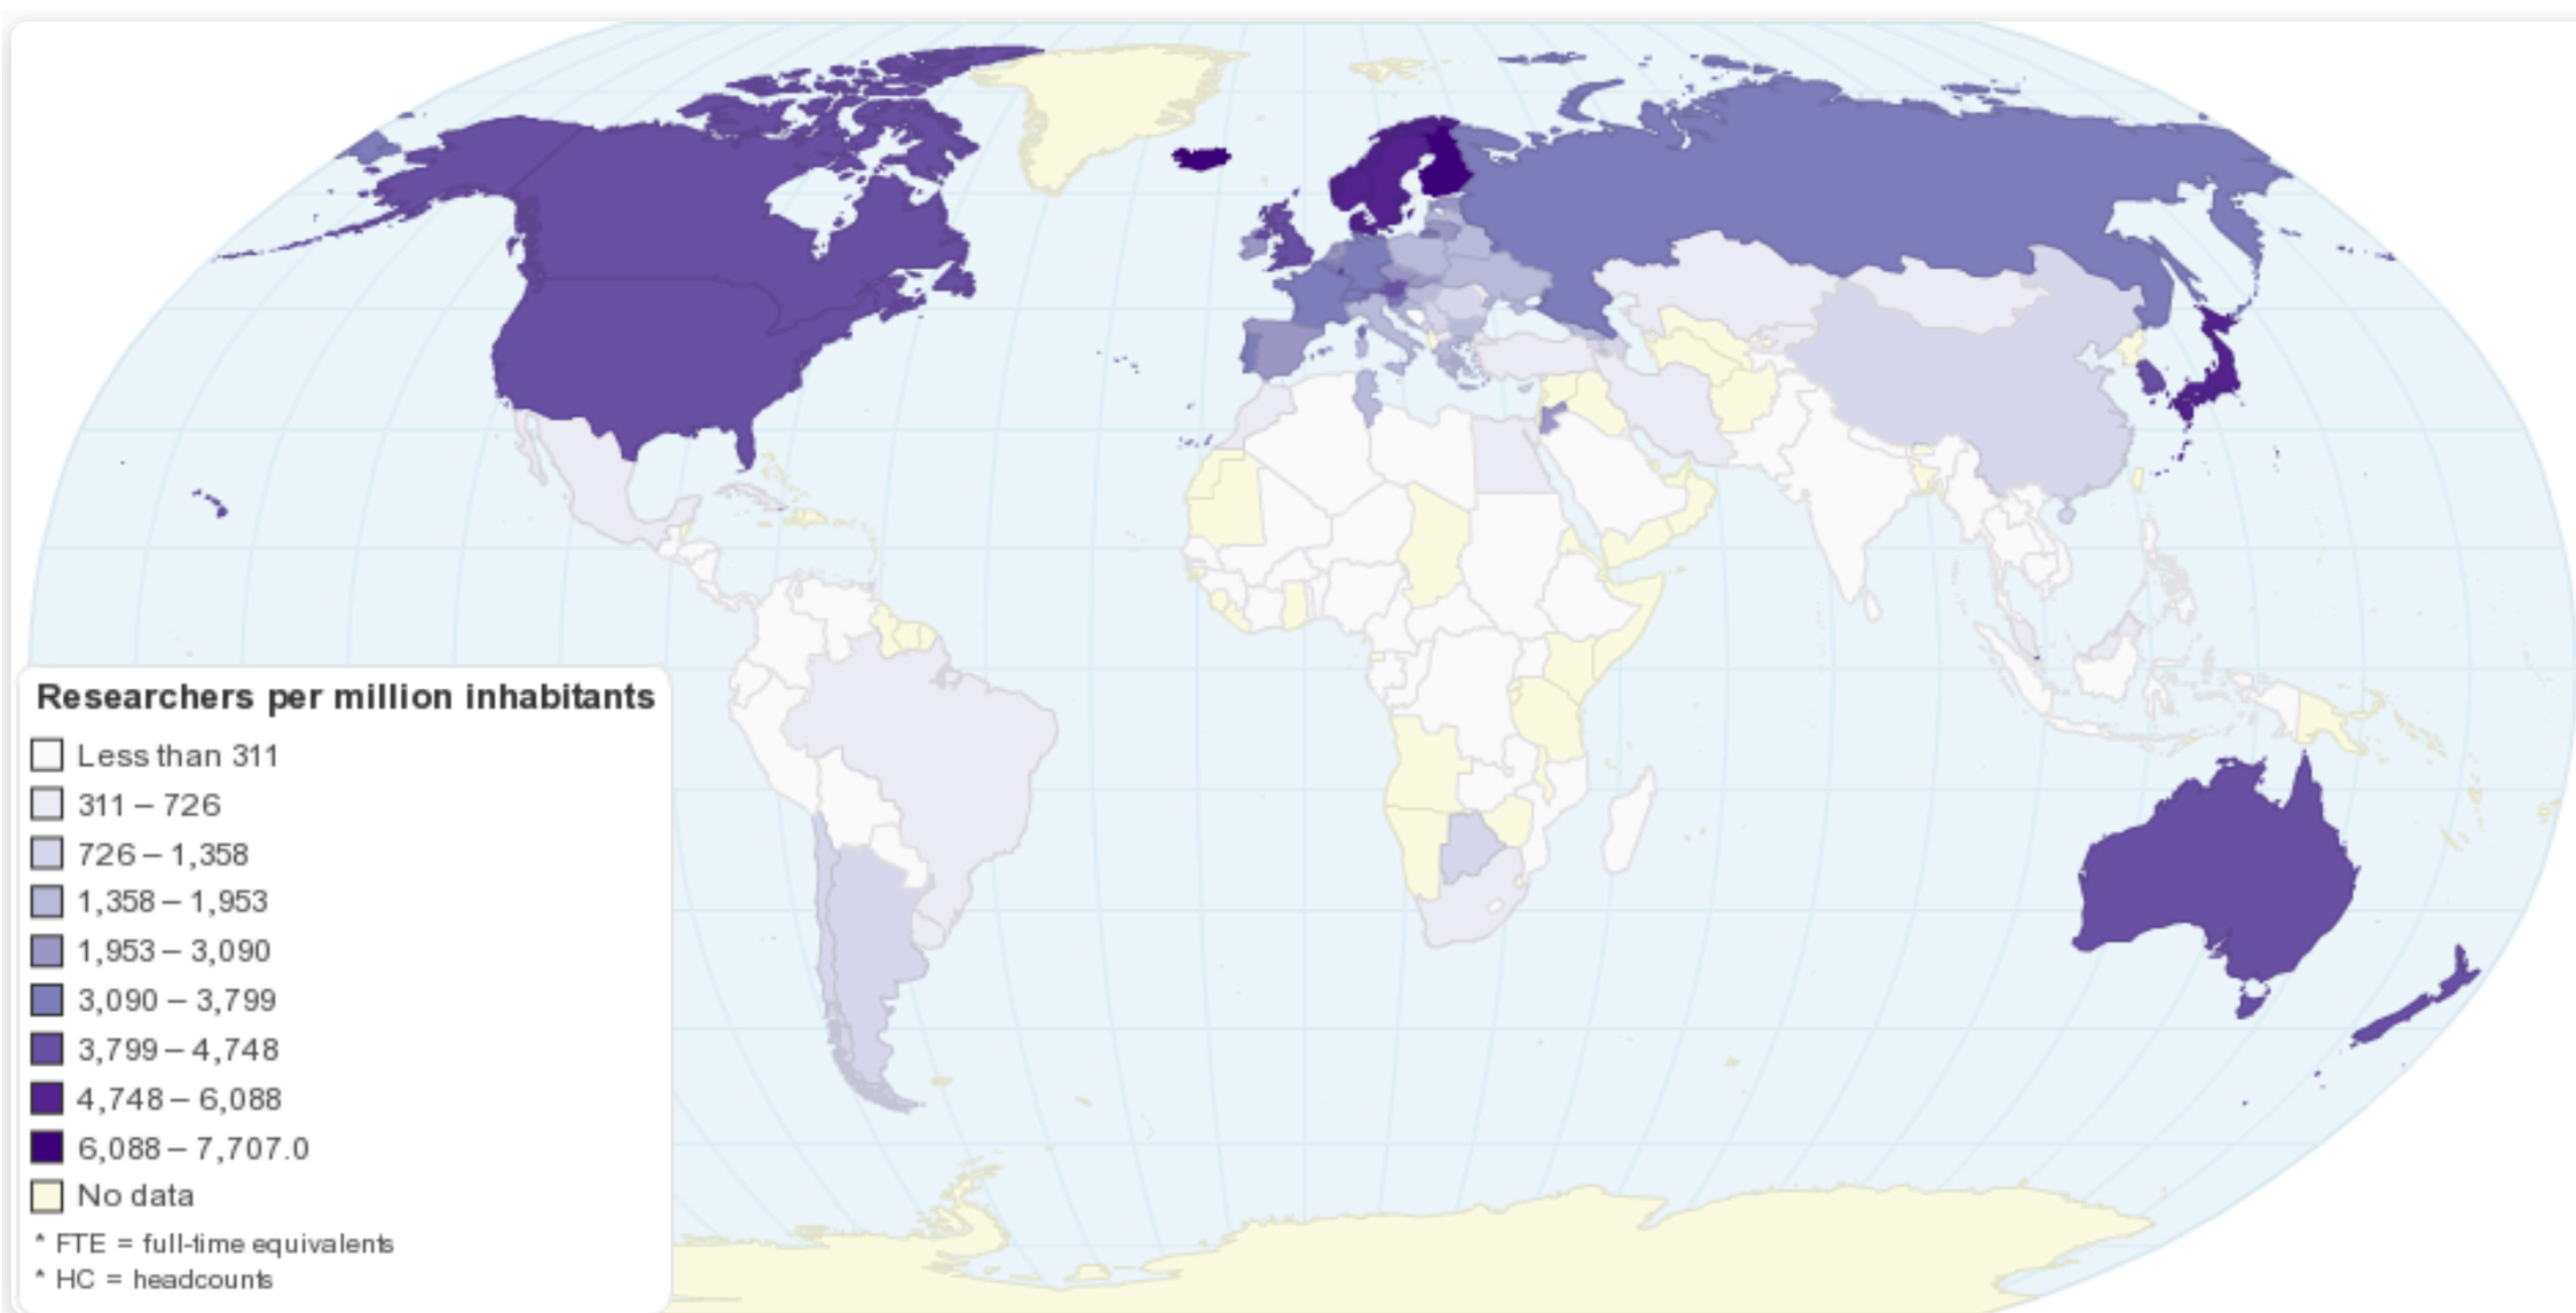 Researchers per million inhabitants
Less than 311
311 – 726
726 – 1,358
1,358 – 1,953
1,953 – 3,090
3,090 – 3,799
3,799 – 4,748
4,748 – 6,088
6,088 – 7,707.0
No data
* FTE = full-time equivalents
* HC = headcounts